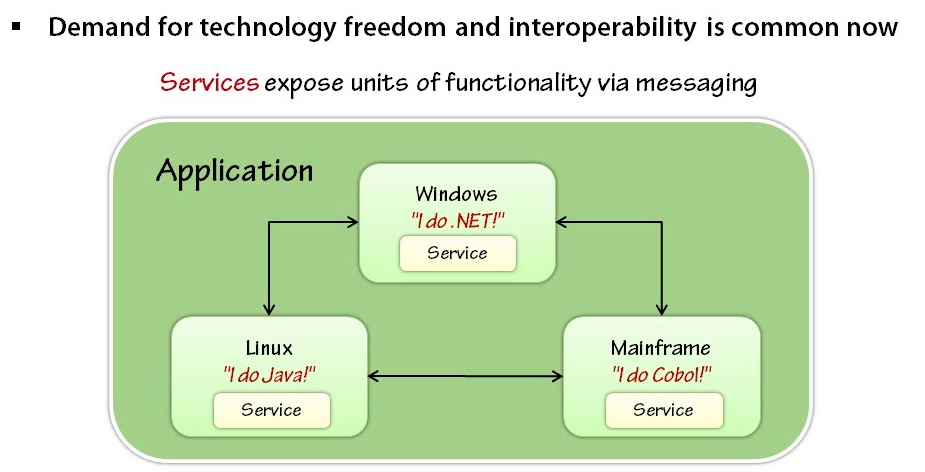 ▪ Demand for technology freedom and interoperability is common now
Services expose units of functionality via messaging
Application
Windows
"I do .NET!"
Service
Linux
"I do Java!"
Service
Mainframe
"I do Cobol!"
Service